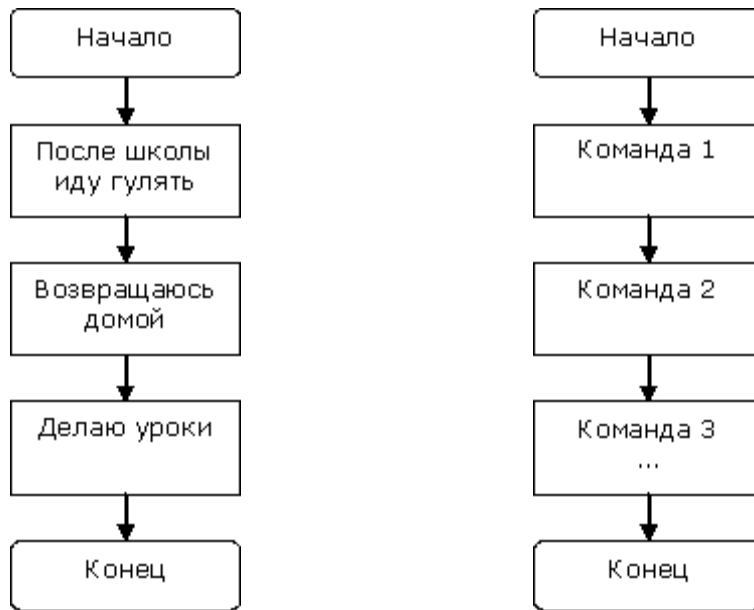 Начало
После школы
иду гулять
Возвращаюсь
домой
Делаю уроки
Конец
Начало
Команда 1
Команда 2
Команда 3
...
Конец